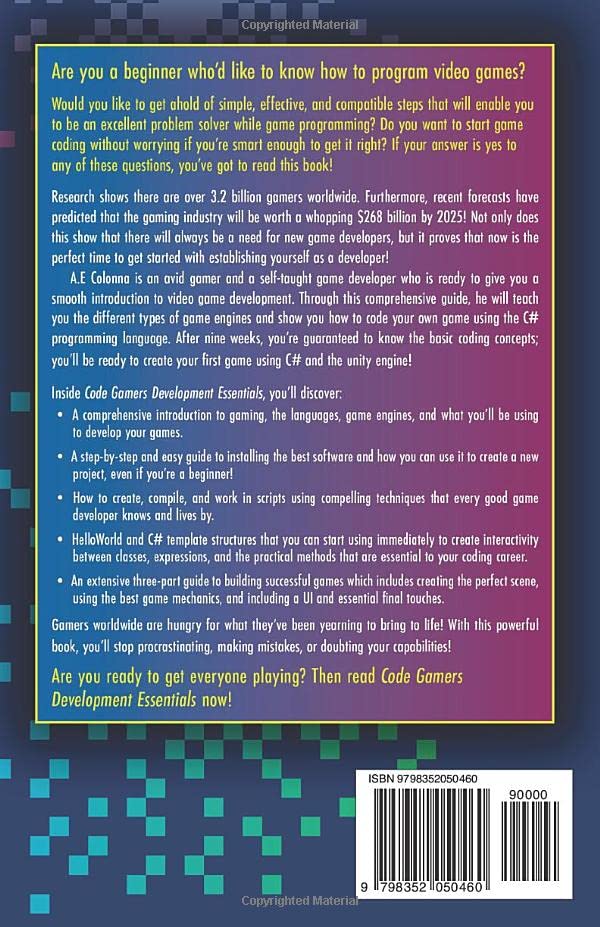 Copyrighted Material
Are you a beginner who'd like to know how to program video games?
Would you like to get ahold of simple, effective, and compatible steps that will enable you
to be an excellent problem solver while game programming? Do you want to start game
coding without worrying if you're smart enough to get it right? If your answer is yes to
any of these questions, you've got to read this book!
Research shows there are over 3.2 billion gamers worldwide. Furthermore, recent forecasts have
predicted that the gaming industry will be worth a whopping $268 billion by 2025! Not only does
this show that there will always be a need for new game developers, but it proves that now is the
perfect time to get started with establishing yourself as a developer!
A.E Colonna is an avid gamer and a self-taught game developer who is ready to give you a
smooth introduction to video game development. Through this comprehensive guide, he will teach
you the different types of game engines and show you how to code your own game using the C#
programming language. After nine weeks, you're guaranteed to know the basic coding concepts;
you'll be ready to create your first game using C# and the unity engine!
Inside Code Gamers Development Essentials, you'll discover:
• A comprehensive introduction to gaming, the languages, game engines, and what you'll be using
to develop your games.
• A step-by-step and easy guide to installing the best software and how you can use it to create a new
project, even if you're a beginner!
• How to create, compile, and work in scripts using compelling techniques that every good game
developer knows and lives by.
• HelloWorld and C# template structures that you can start using immediately to create interactivity
between classes, expressions, and the practical methods that are essential to your coding career.
• An extensive three-part guide to building successful games which includes creating the perfect scene,
using the best game mechanics, and including a UI and essential final touches.
Gamers worldwide are hungry for what they've been yearning to bring to life! With this powerful
book, you'll stop procrastinating, making mistakes, or doubting your capabilities!
Are you ready to get everyone playing? Then read Code Gamers
Development Essentials now!
ISBN 9798352050460
90000
9 798352 050460
Copyrighted Material